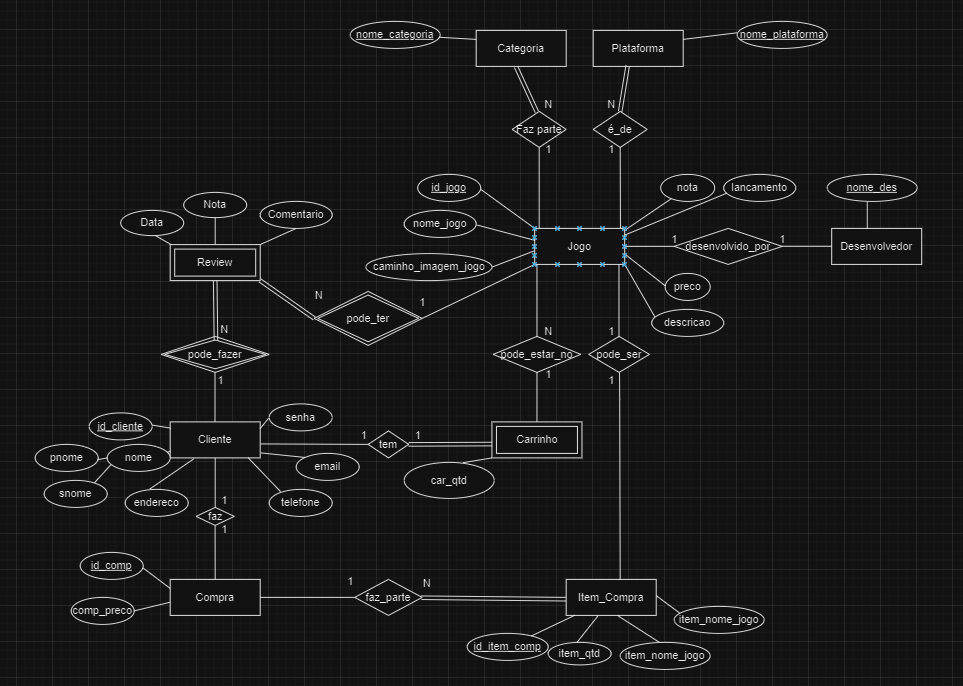 nome_categoria
Categoria
Plataforma
nome_plataforma
N
N
Faz parte
é_de
1
1
id_jogo
nota
lancamento
nome_des
Nota
Data
Comentario
nome_jogo
Jogo
1
desenvolvido_por
1
Desenvolvedor
Review
caminho_imagem_jogo
preco
N
1
pode_ter
descricao
N
N
1
pode_fazer
pode_estar_no
pode_ser
1
1
1
id_cliente
senha
Cliente
1
tem
1
Carrinho
pnome
nome
email
car_qtd
snome
endereco
telefone
1
faz
1
id_comp
1
N
Compra
faz_parte
Item_Compra
comp_preco
item_nome_jogo
id_item_comp
item_qtd
item_nome_jogo